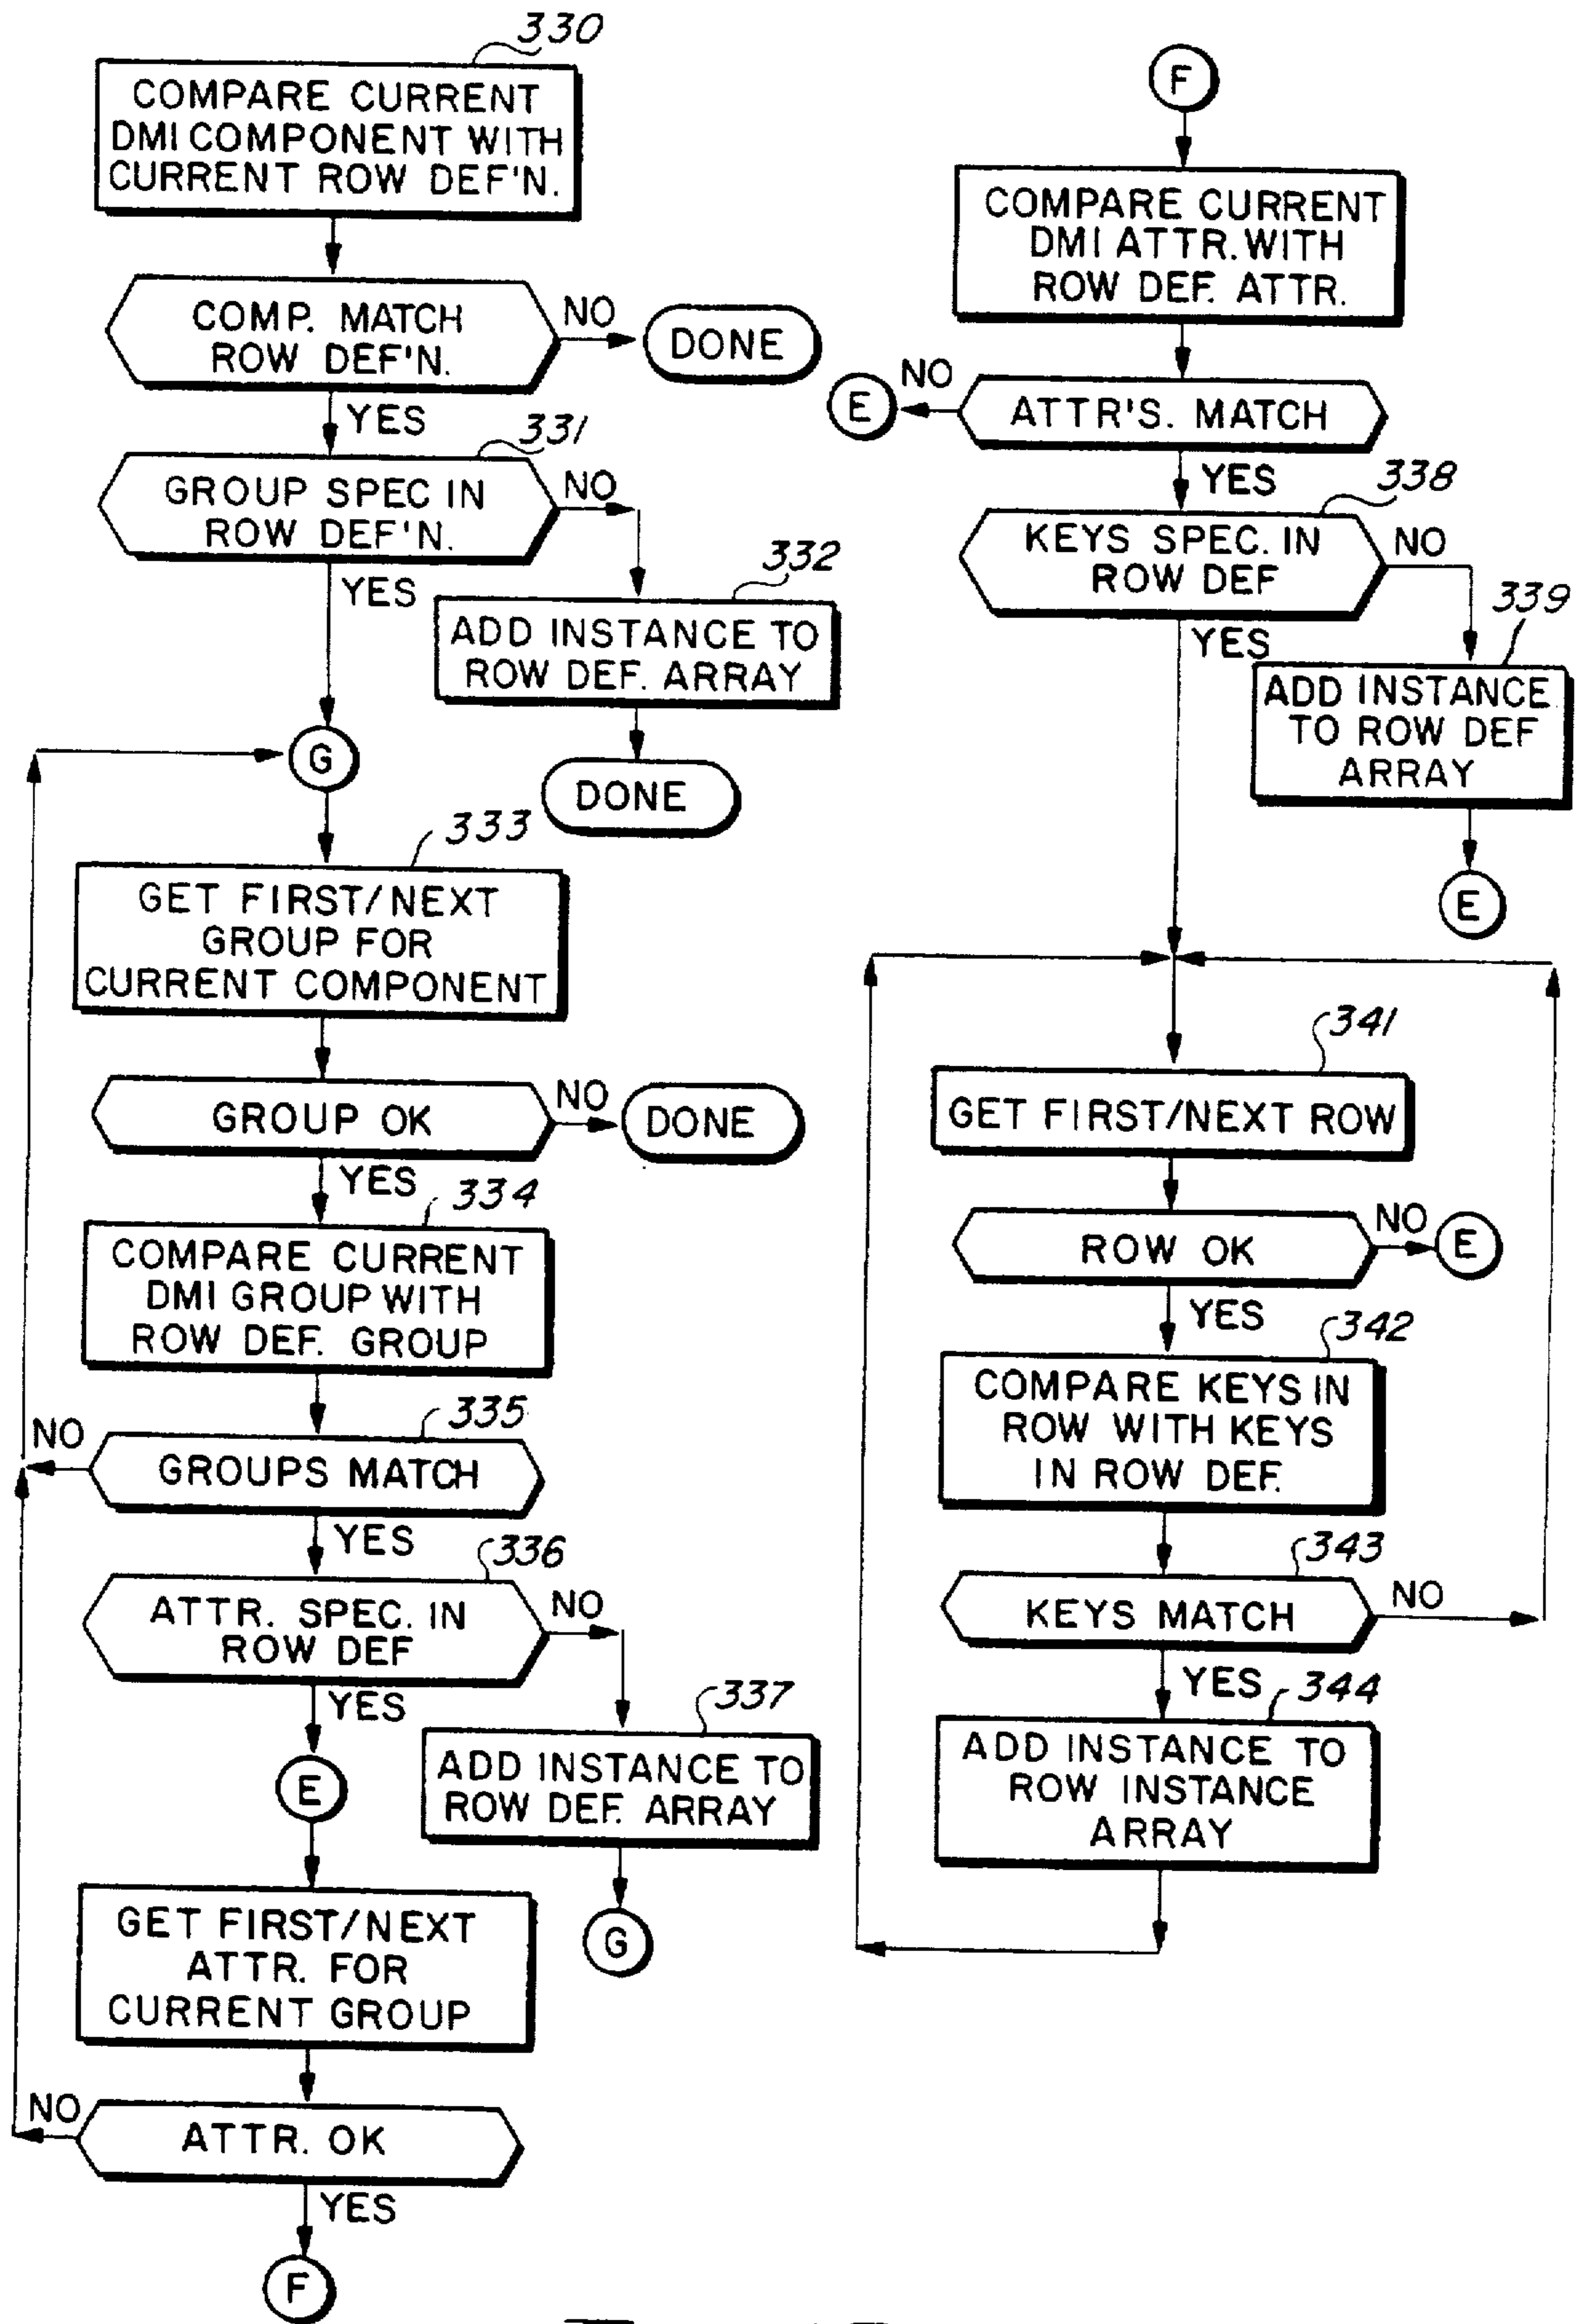 330
COMPARE CURRENT
DMI COMPONENT WITH
CURRENT ROW DEF'N.
COMP. MATCH
ROW DEF'N.
NO
DONE
YES
331
GROUP SPEC IN
ROW DEF'N.
NO
YES
332
ADD INSTANCE TO
ROW DEF. ARRAY
DONE
G
333
GET FIRST/NEXT
GROUP FOR
CURRENT COMPONENT
GROUP OK
NO
DONE
YES
334
COMPARE CURRENT
DMI GROUP WITH
ROW DEF. GROUP
335
NO
GROUPS MATCH
YES
336
ATTR. SPEC. IN
ROW DEF
NO
YES
337
ADD INSTANCE TO
ROW DEF. ARRAY
G
E
GET FIRST/NEXT
ATTR. FOR
CURRENT GROUP
NO
ATTR. OK
YES
F
F
COMPARE CURRENT
DMI ATTR. WITH
ROW DEF. ATTR.
NO
E
ATTR'S. MATCH
YES
338
KEYS SPEC. IN
ROW DEF
NO
YES
339
ADD INSTANCE
TO ROW DEF
ARRAY
E
341
GET FIRST/NEXT ROW
ROW OK
NO
E
YES
342
COMPARE KEYS IN
ROW WITH KEYS
IN ROW DEF.
343
KEYS MATCH
NO
YES
344
ADD INSTANCE TO
ROW INSTANCE
ARRAY